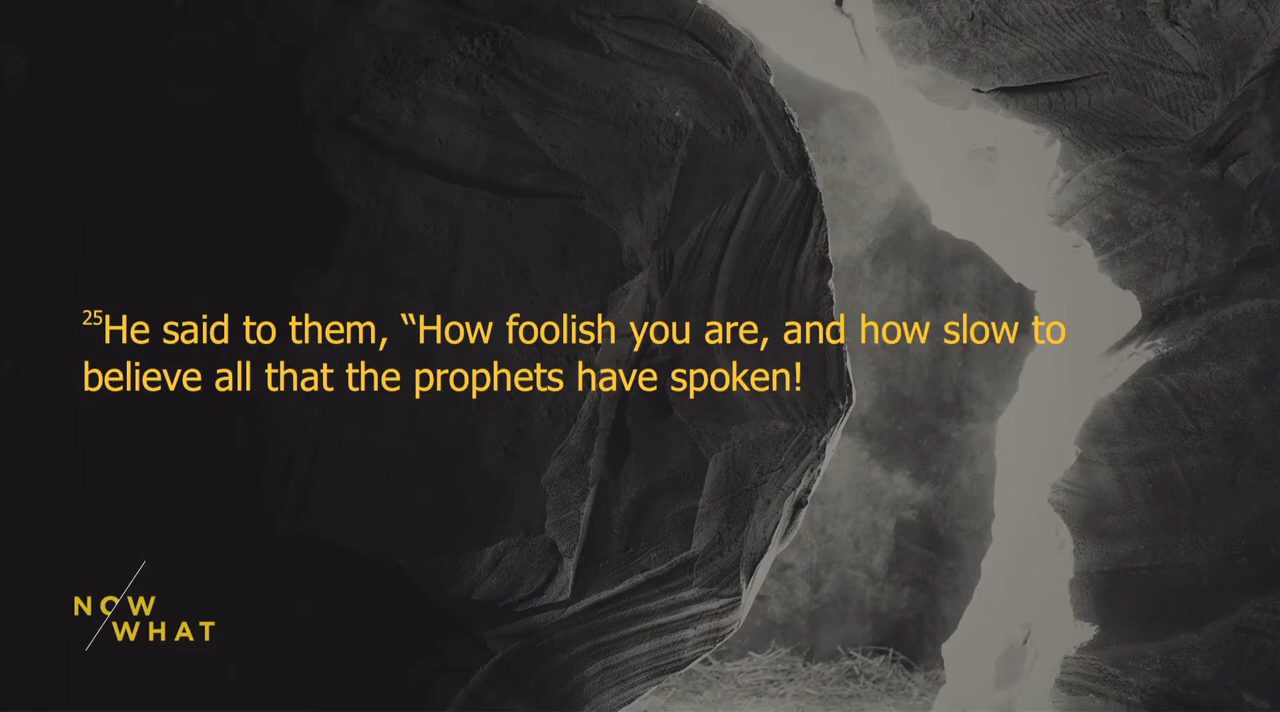 ²⁵He said to them, “How foolish you are, and how slow to
believe all that the prophets have spoken!
NOW
WHAT